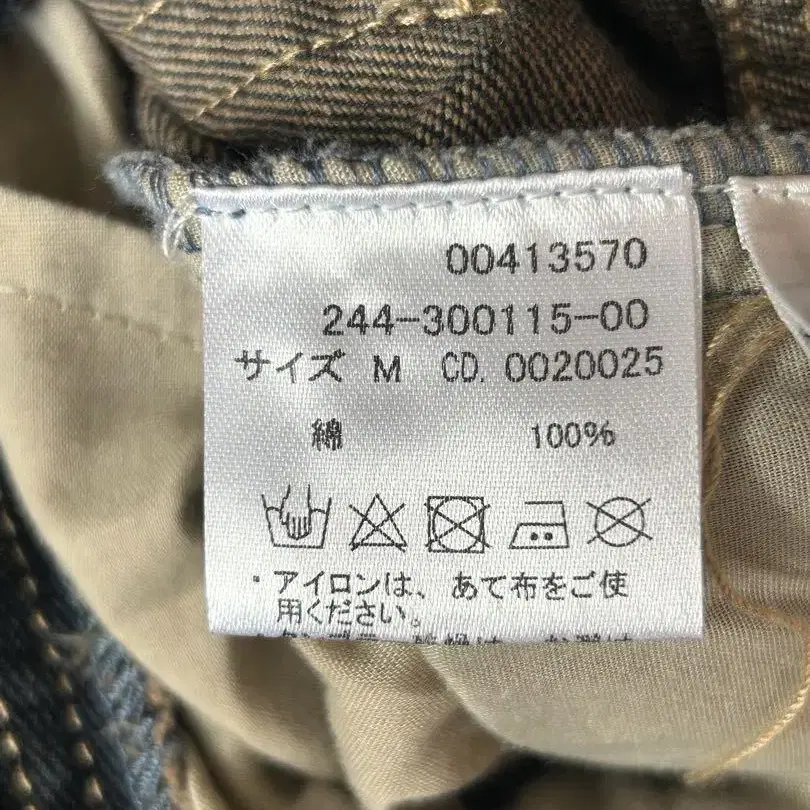 00413570
244-300115-00
サイズ M CD. 0020025
綿 100%
・アイロンは、あて布をご使
用ください。